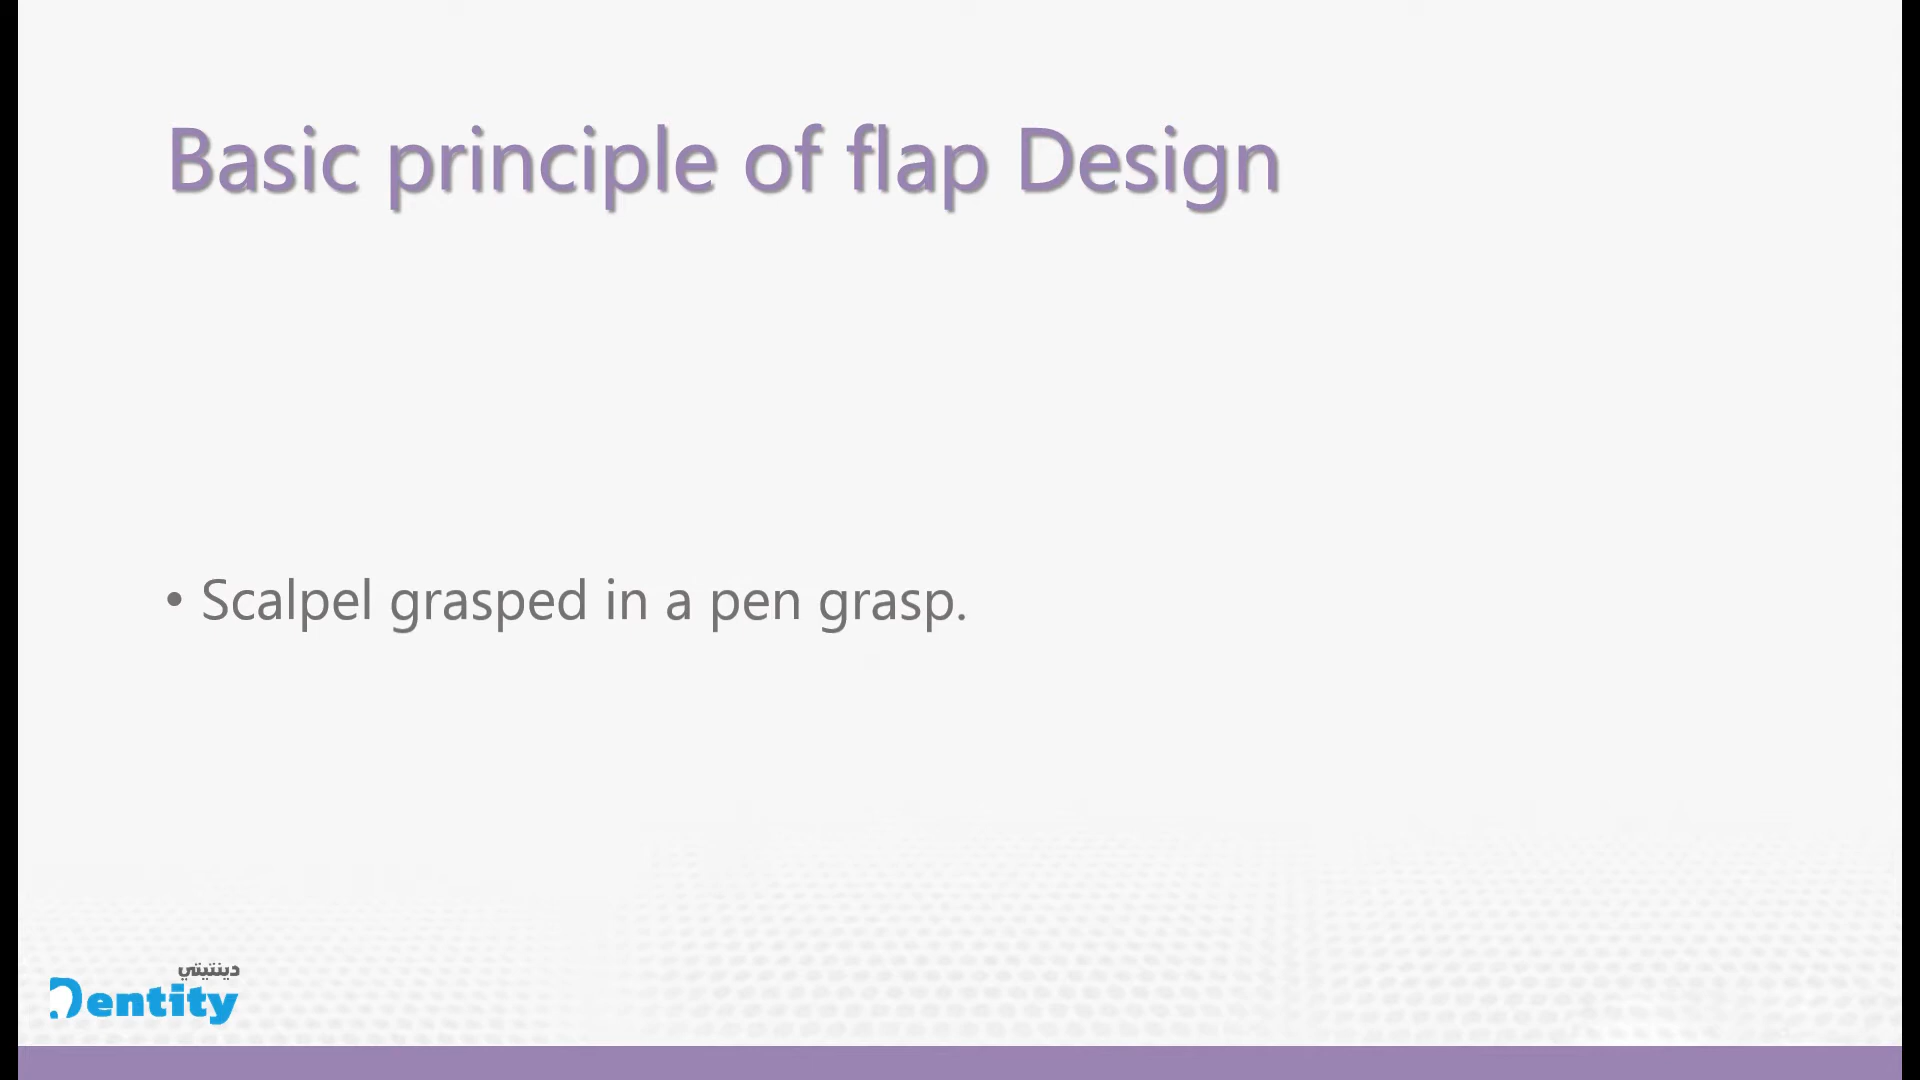 Basic principle of flap Design
• Scalpel grasped in a pen grasp.
دينتيتي
Dentity